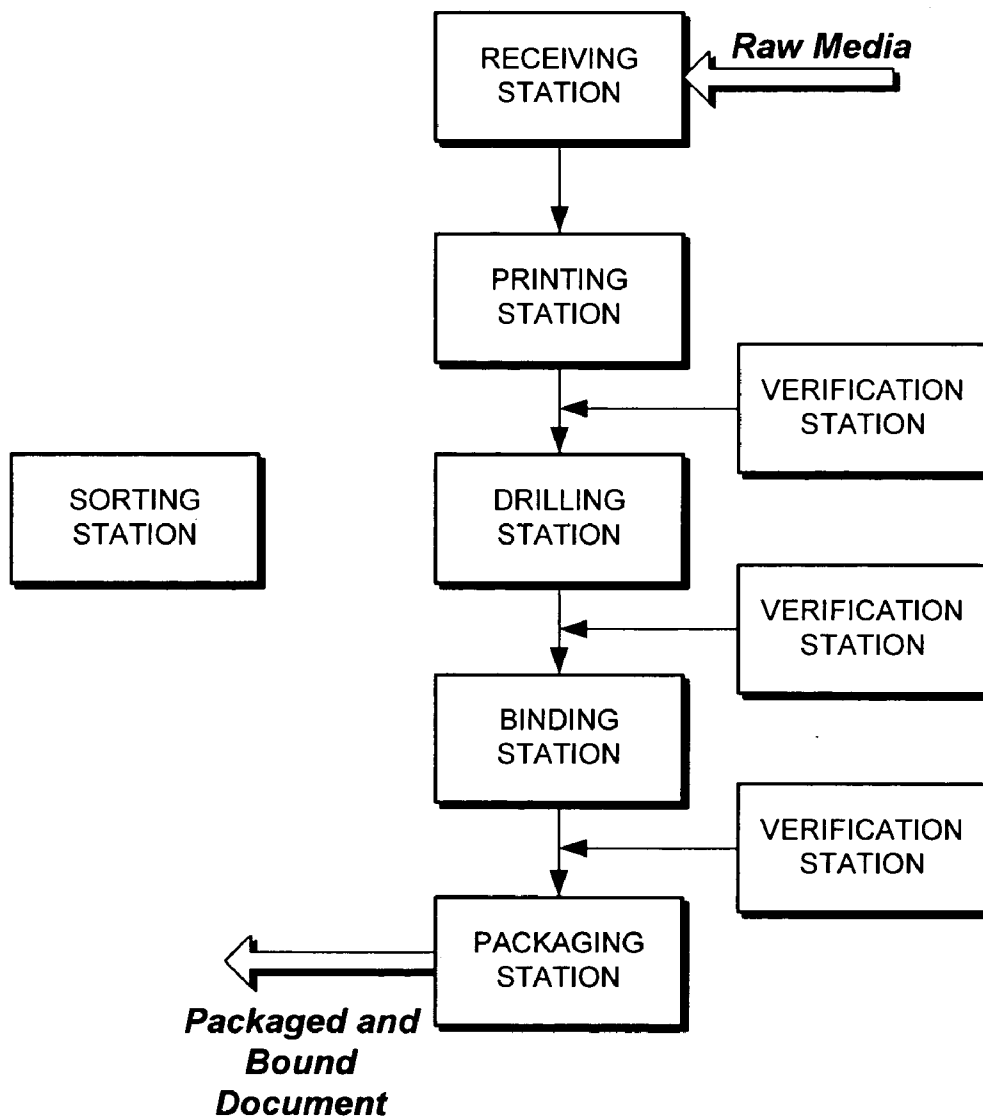 RECEIVING
STATION
Raw Media
PRINTING
STATION
VERIFICATION
STATION
SORTING
STATION
DRILLING
STATION
VERIFICATION
STATION
BINDING
STATION
VERIFICATION
STATION
PACKAGING
STATION
Packaged and
Bound
Document